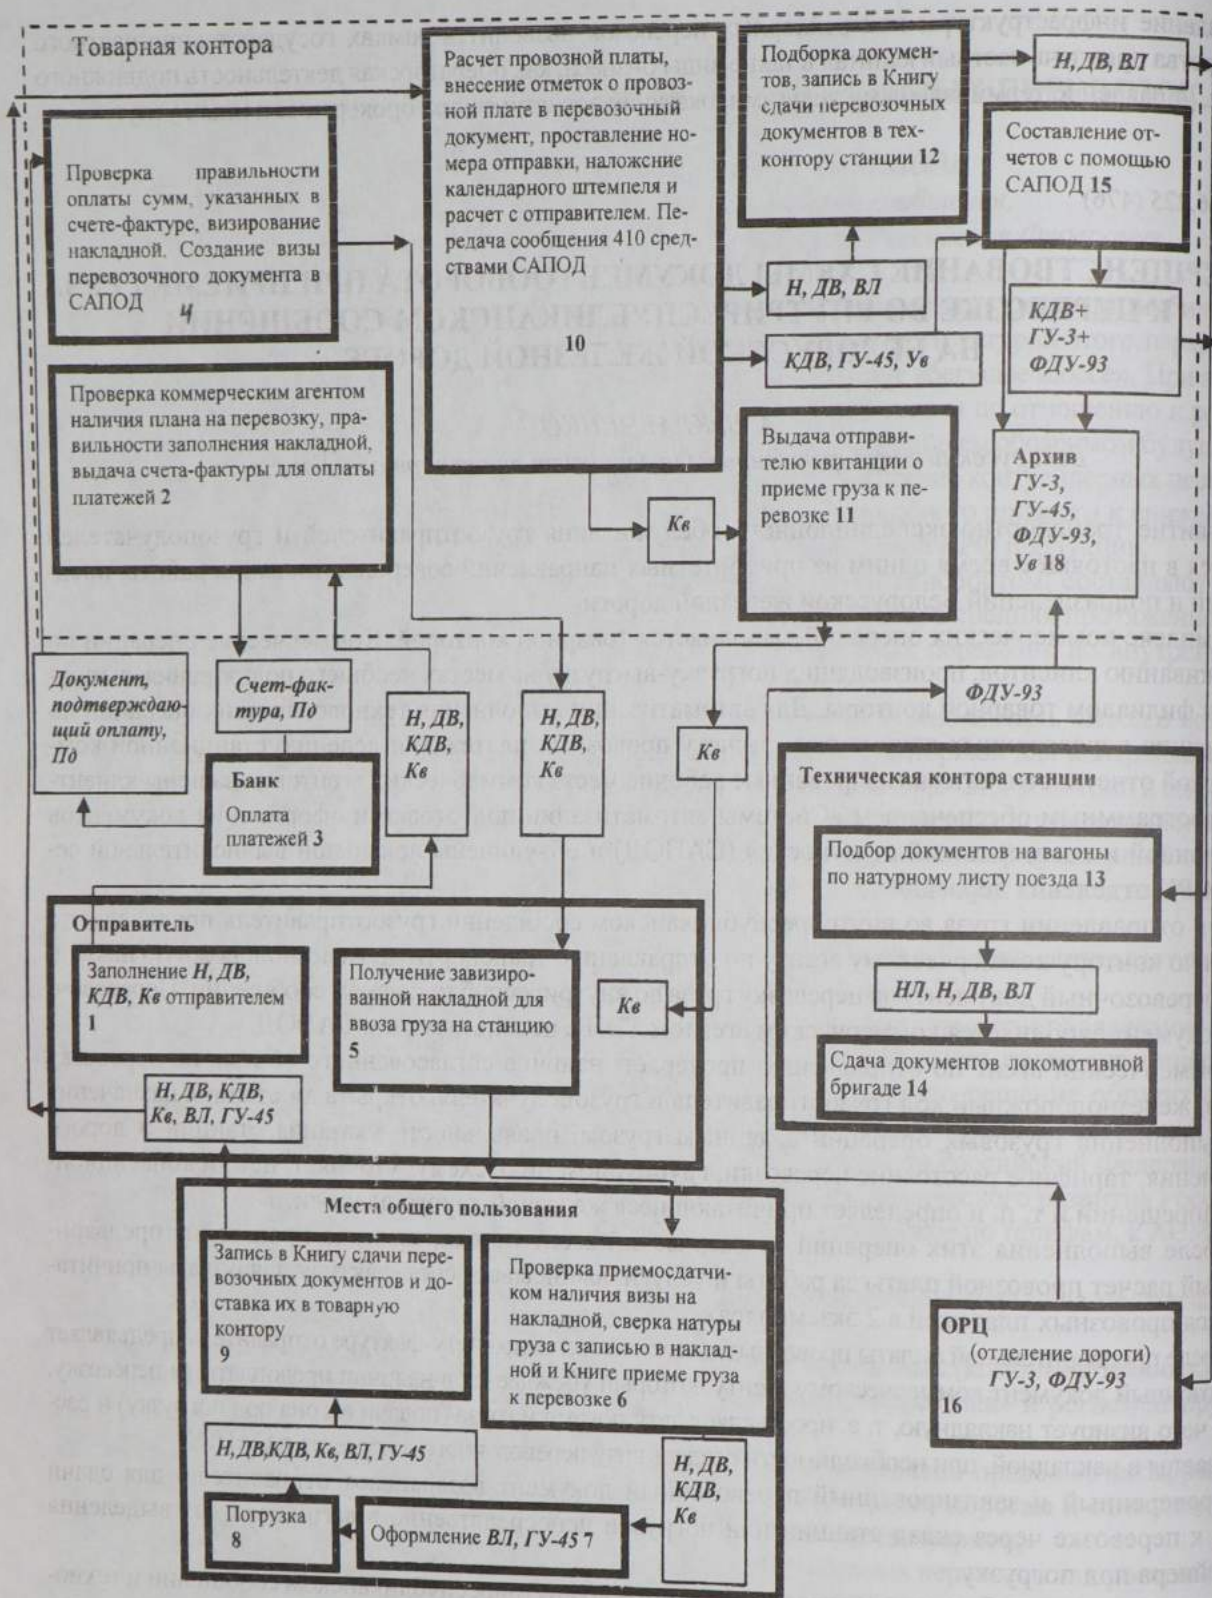 Товарная контора
Проверка правильности
оплаты сумм, указанных в
счете-фактуре, визирование
накладной. Создание визы
перевозочного документа в
САПОД
4
Проверка коммерческим агентом
наличия плана на перевозку, пра-
вильности заполнения накладной,
выдача счета-фактуры для оплаты
платежей 2
Расчет провозной платы,
внесение отметок о провоз-
ной плате в перевозочный
документ, проставление но-
мера отправки, наложение
календарного штемпеля и
расчет с отправителем. Пе-
редача сообщения 410 сред-
ствами САПОД
10
Подборка докумен-
тов, запись в Книгу
сдачи перевозочных
документов в тех-
контору станции 12
Н, ДВ, ВЛ
Составление от-
четов с помощью
САПОД 15
Н, ДВ, ВЛ
КДВ, ГУ-45, Ув
КДВ+
ГУ-3+
ФДУ-93
Кв
Выдача отправи-
телю квитанции о
приеме груза к пе-
ревозке 11
Архив
ГУ-3,
ГУ-45,
ФДУ-93,
Ув 18
Документ,
подтверждаю-
щий оплату,
Пд
Счет-фак-
тура, Пд
Банк
Оплата
платежей 3
Н, ДВ,
КДВ,
Кв
Н, ДВ,
КДВ,
Кв
Кв
ФДУ-93
Техническая контора станции
Подбор документов на вагоны
по натурному листу поезда 13
НЛ, Н, ДВ, ВЛ
Сдача документов локомотивной
бригаде 14
Отправитель
Заполнение Н, ДВ,
КДВ, Кв отправителем
1
Получение завизиро-
ванной накладной для
ввоза груза на станцию
5
Кв
Н, ДВ, КДВ,
Кв, ВЛ, ГУ-45
Места общего пользования
Запись в Книгу сдачи пере-
возочных документов и до-
ставка их в товарную
контору
9
Проверка приемосдатчи-
ком наличия визы на
накладной, сверка натуры
груза с записью в наклад-
ной и Книге приеме груза
к перевозке 6
Н, ДВ,КДВ, Кв, ВЛ, ГУ-45
Погрузка
8
Оформление ВЛ, ГУ-45 7
Н, ДВ,
КДВ,
Кв
ОРЦ
(отделение дороги)
ГУ-3, ФДУ-93
16